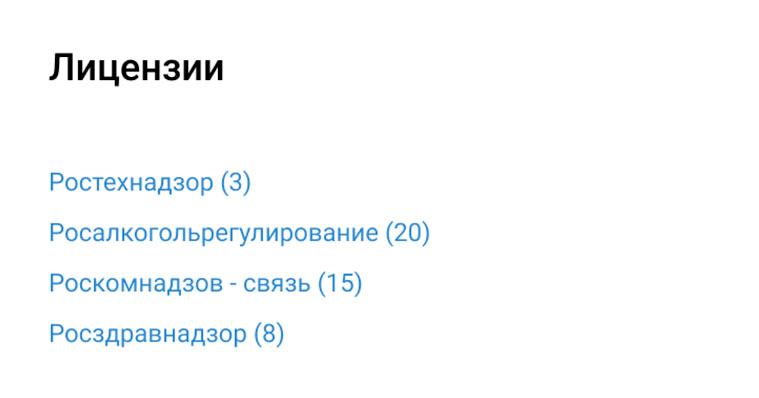 Лицензии
Ростехнадзор (3)
Росалкогольрегулирование (20)
Роскомнадзов - связь (15)
Росздравнадзор (8)